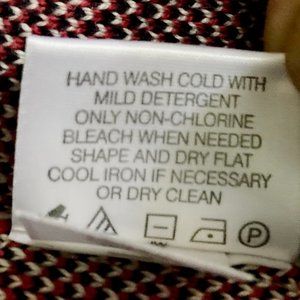 HAND WASH COLD WITH
MILD DETERGENT
ONLY NON-CHLORINE
BLEACH WHEN NEEDED
SHAPE AND DRY FLAT
COOL IRON IF NECESSARY
OR DRY CLEAN
P